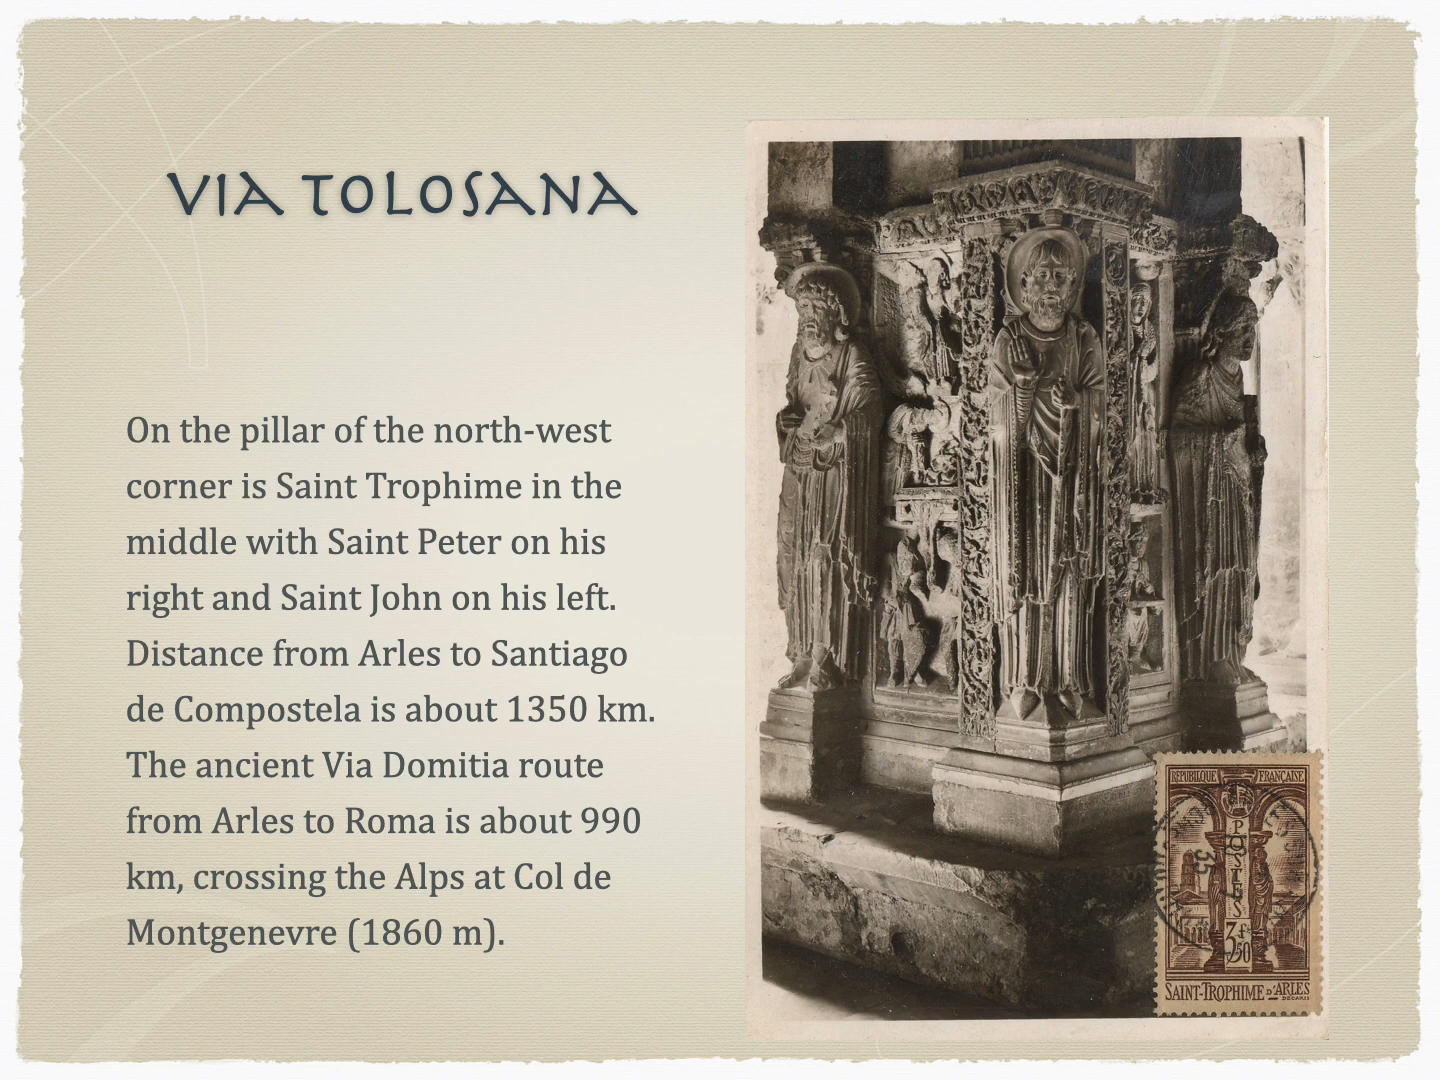 VIA TOLOSANA
On the pillar of the north-west
corner is Saint Trophime in the
middle with Saint Peter on his
right and Saint John on his left.
Distance from Arles to Santiago
de Compostela is about 1350 km.
The ancient Via Domitia route
from Arles to Roma is about 990
km, crossing the Alps at Col de
Montgenevre (1860 m).
REPUBLIQUE FRANÇAISE
POSTES
35
3f50
SAINT-TROPHIME D'ARLES
DECARIS